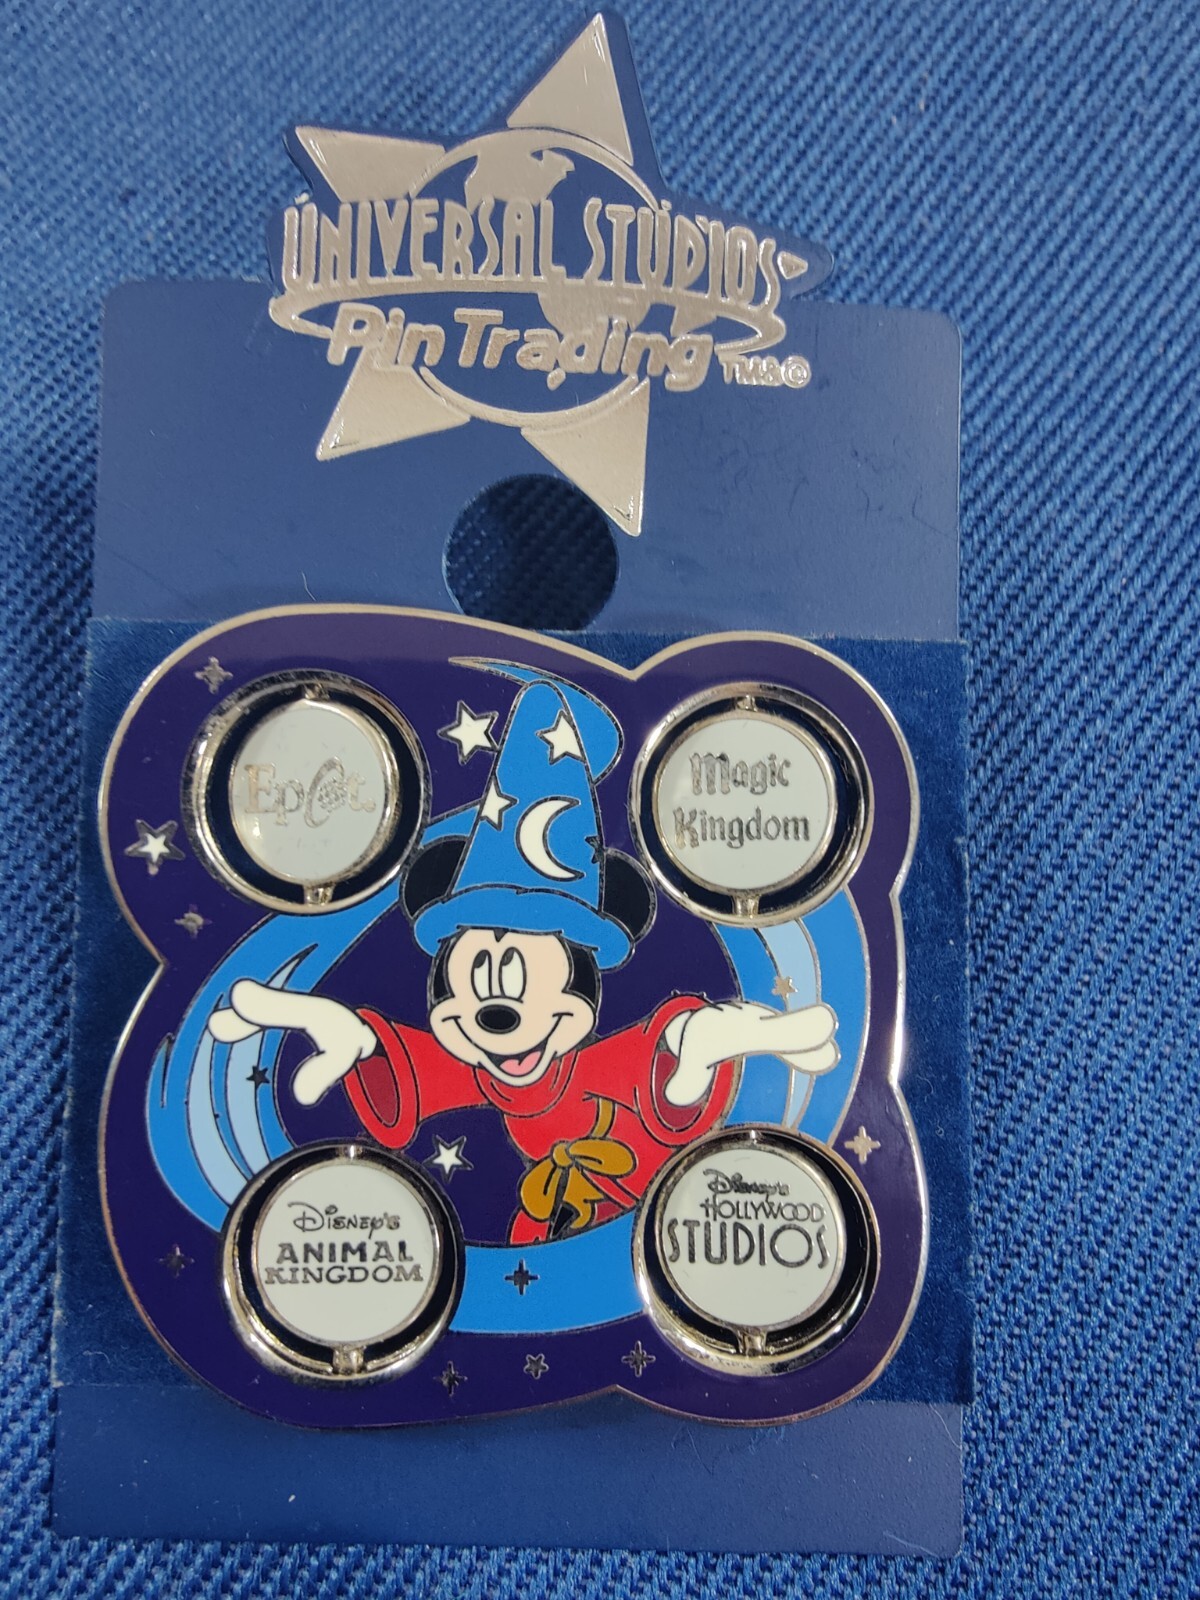 UNIVERSAL STUDIOS
Pin Trading TM&©
Epcot
Magic
Kingdom
Disney's
ANIMAL
KINGDOM
Disney's
HOLLYWOOD
STUDIOS